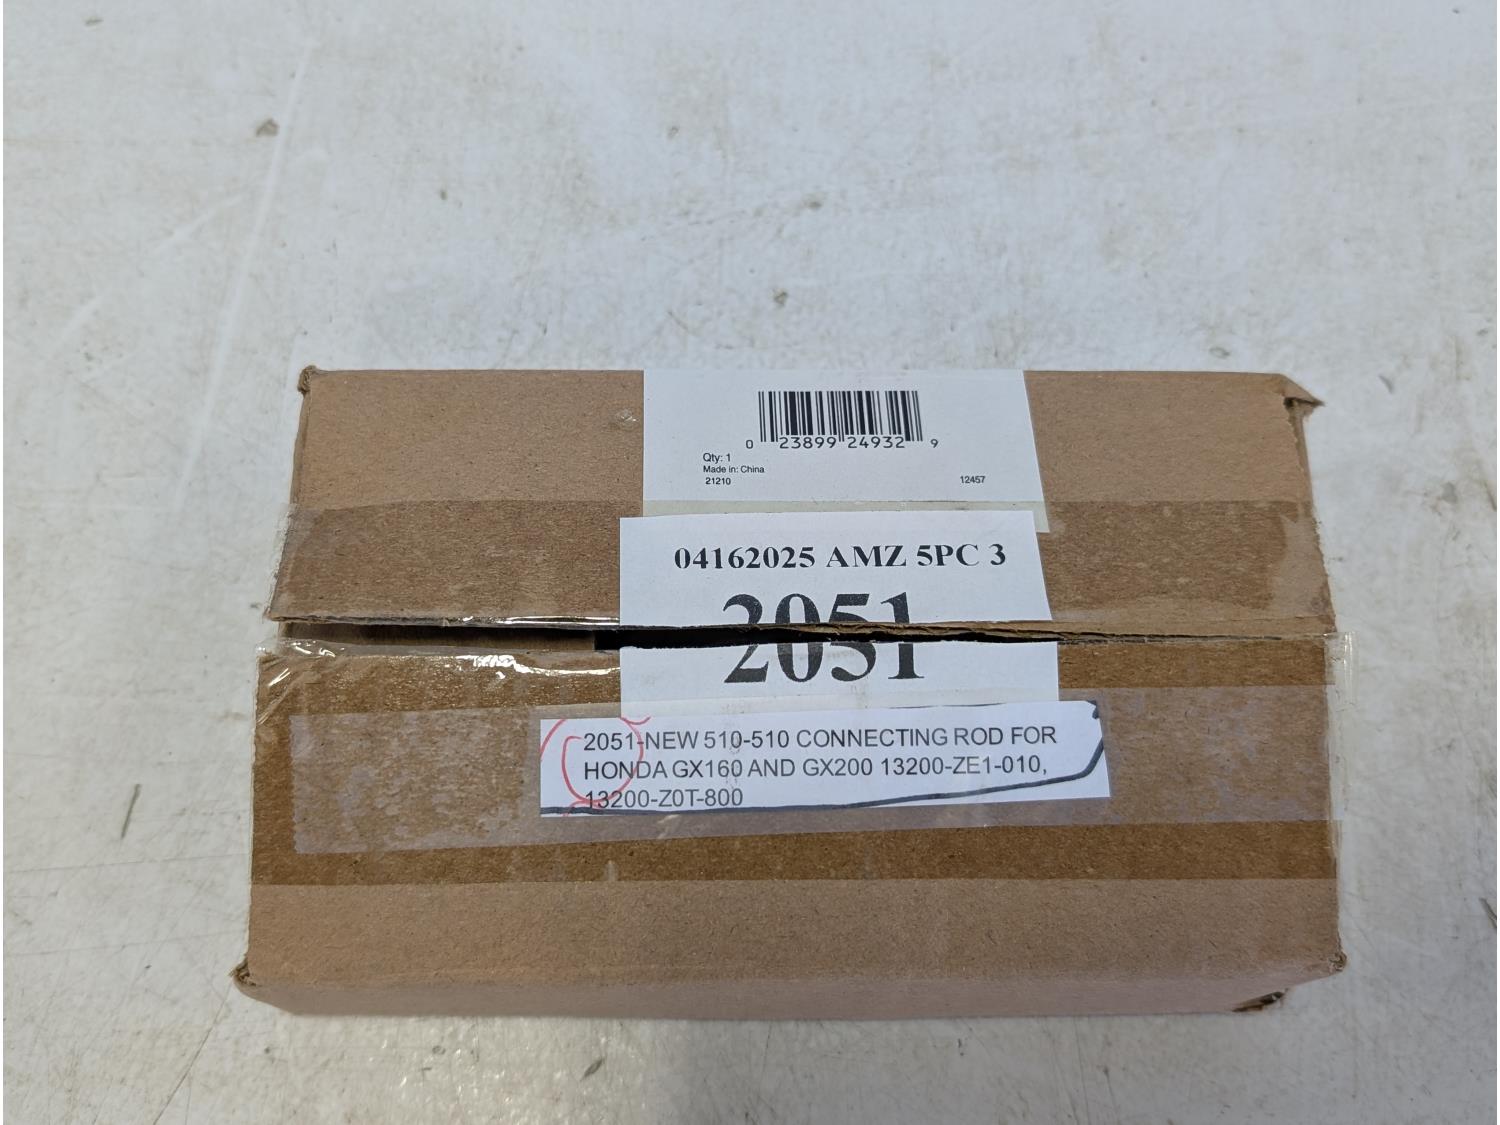 0 23899 24932 9
Qty: 1
Made in: China
21210 12457
04162025 AMZ 5PC 3
2051
2051-NEW 510-510 CONNECTING ROD FOR
HONDA GX160 AND GX200 13200-ZE1-010,
13200-Z0T-800